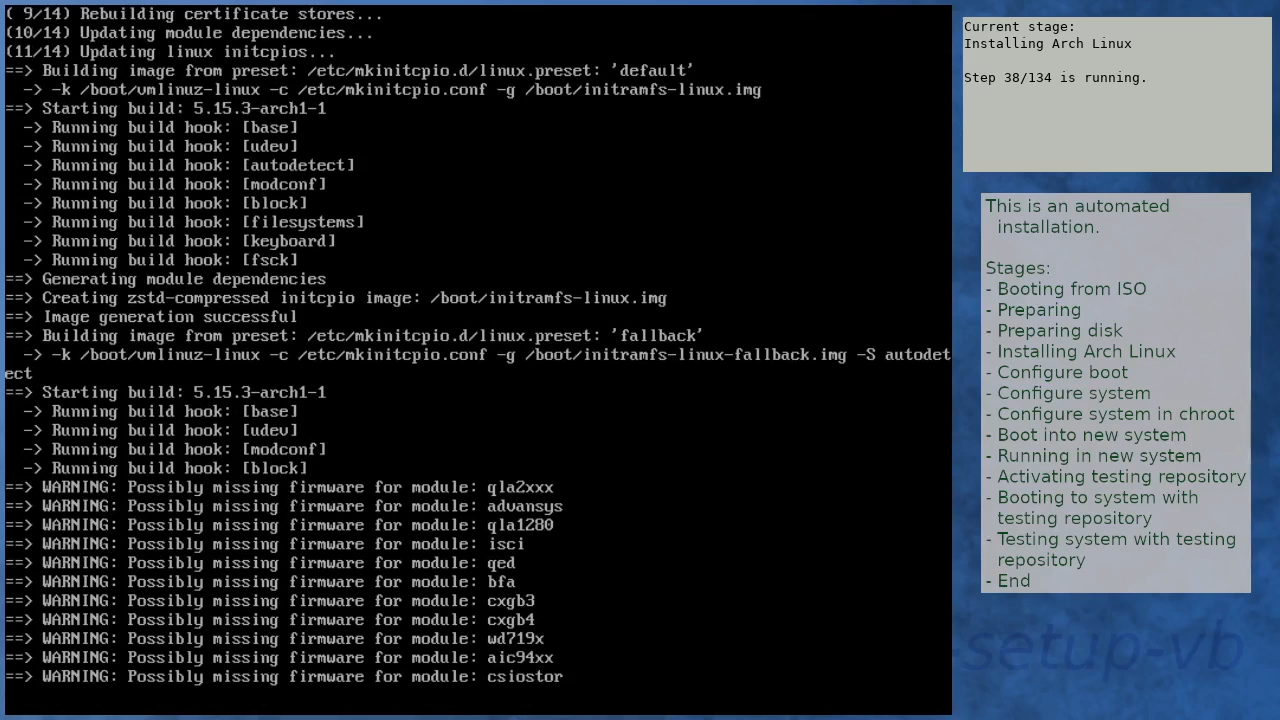 ( 9/14) Rebuilding certificate stores...
(10/14) Updating module dependencies...
(11/14) Updating linux initcpios...
==> Building image from preset: /etc/mkinitcpio.d/linux.preset: 'default'
  -> -k /boot/vmlinuz-linux -c /etc/mkinitcpio.conf -g /boot/initramfs-linux.img
==> Starting build: 5.15.3-arch1-1
  -> Running build hook: [base]
  -> Running build hook: [udev]
  -> Running build hook: [autodetect]
  -> Running build hook: [modconf]
  -> Running build hook: [block]
  -> Running build hook: [filesystems]
  -> Running build hook: [keyboard]
  -> Running build hook: [fsck]
==> Generating module dependencies
==> Creating zstd-compressed initcpio image: /boot/initramfs-linux.img
==> Image generation successful
==> Building image from preset: /etc/mkinitcpio.d/linux.preset: 'fallback'
  -> -k /boot/vmlinuz-linux -c /etc/mkinitcpio.conf -g /boot/initramfs-linux-fallback.img -S autodet
ect
==> Starting build: 5.15.3-arch1-1
  -> Running build hook: [base]
  -> Running build hook: [udev]
  -> Running build hook: [modconf]
  -> Running build hook: [block]
==> WARNING: Possibly missing firmware for module: qla2xxx
==> WARNING: Possibly missing firmware for module: advansys
==> WARNING: Possibly missing firmware for module: qla1280
==> WARNING: Possibly missing firmware for module: isci
==> WARNING: Possibly missing firmware for module: qed
==> WARNING: Possibly missing firmware for module: bfa
==> WARNING: Possibly missing firmware for module: cxgb3
==> WARNING: Possibly missing firmware for module: cxgb4
==> WARNING: Possibly missing firmware for module: wd719x
==> WARNING: Possibly missing firmware for module: aic94xx
==> WARNING: Possibly missing firmware for module: csiostor
Current stage:
Installing Arch Linux
Step 38/134 is running.
This is an automated
installation.
Stages:
- Booting from ISO
- Preparing
- Preparing disk
- Installing Arch Linux
- Configure boot
- Configure system
- Configure system in chroot
- Boot into new system
- Running in new system
- Activating testing repository
- Booting to system with
testing repository
- Testing system with testing
repository
- End
-setup-vb